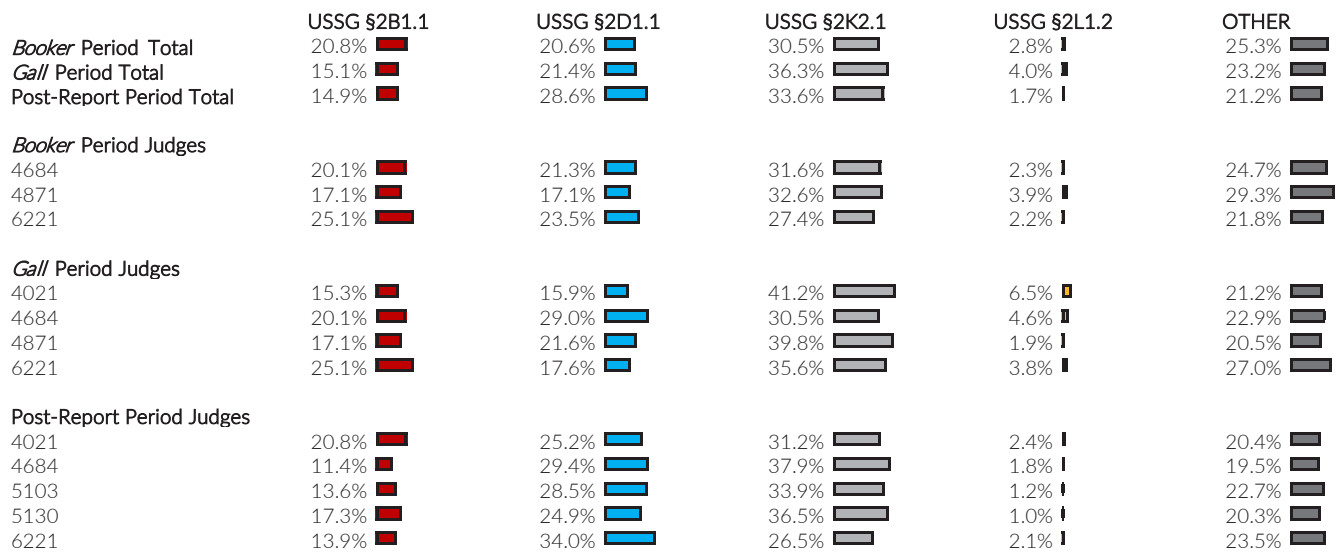 USSG §2B1.1 USSG §2D1.1 USSG §2K2.1 USSG §2L1.2 OTHER
Booker Period Total 20.8% 20.6% 30.5% 2.8% 25.3%
Gall Period Total 15.1% 21.4% 36.3% 4.0% 23.2%
Post-Report Period Total 14.9% 28.6% 33.6% 1.7% 21.2%
Booker Period Judges
4684 20.1% 21.3% 31.6% 2.3% 24.7%
4871 17.1% 17.1% 32.6% 3.9% 29.3%
6221 25.1% 23.5% 27.4% 2.2% 21.8%
Gall Period Judges
4021 15.3% 15.9% 41.2% 6.5% 21.2%
4684 20.1% 29.0% 30.5% 4.6% 22.9%
4871 17.1% 21.6% 39.8% 1.9% 20.5%
6221 25.1% 17.6% 35.6% 3.8% 27.0%
Post-Report Period Judges
4021 20.8% 25.2% 31.2% 2.4% 20.4%
4684 11.4% 29.4% 37.9% 1.8% 19.5%
5103 13.6% 28.5% 33.9% 1.2% 22.7%
5130 17.3% 24.9% 36.5% 1.0% 20.3%
6221 13.9% 34.0% 26.5% 2.1% 23.5%